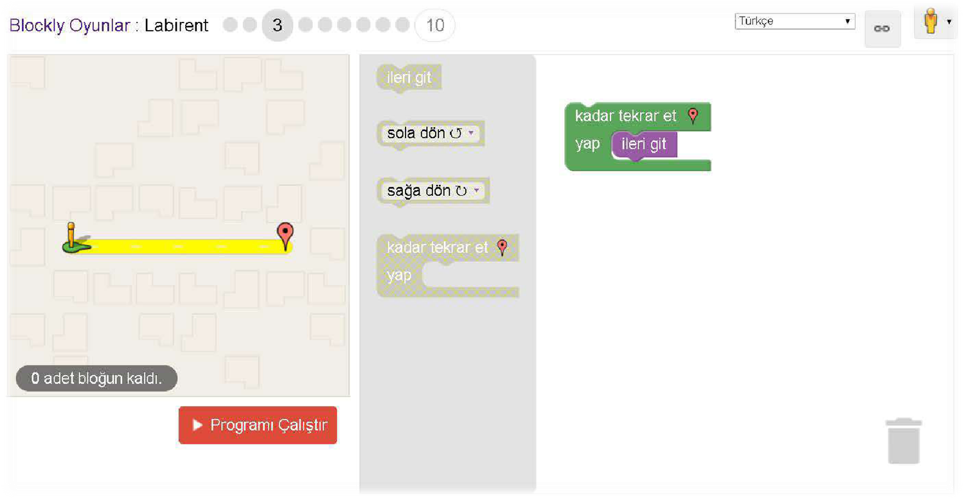 Blockly Oyunlar : Labirent 3 10
Türkçe
ileri git
sola dön
sağa dön
kadar tekrar et
yap
kadar tekrar et
yap ileri git
0 adet bloğun kaldı.
Programı Çalıştır